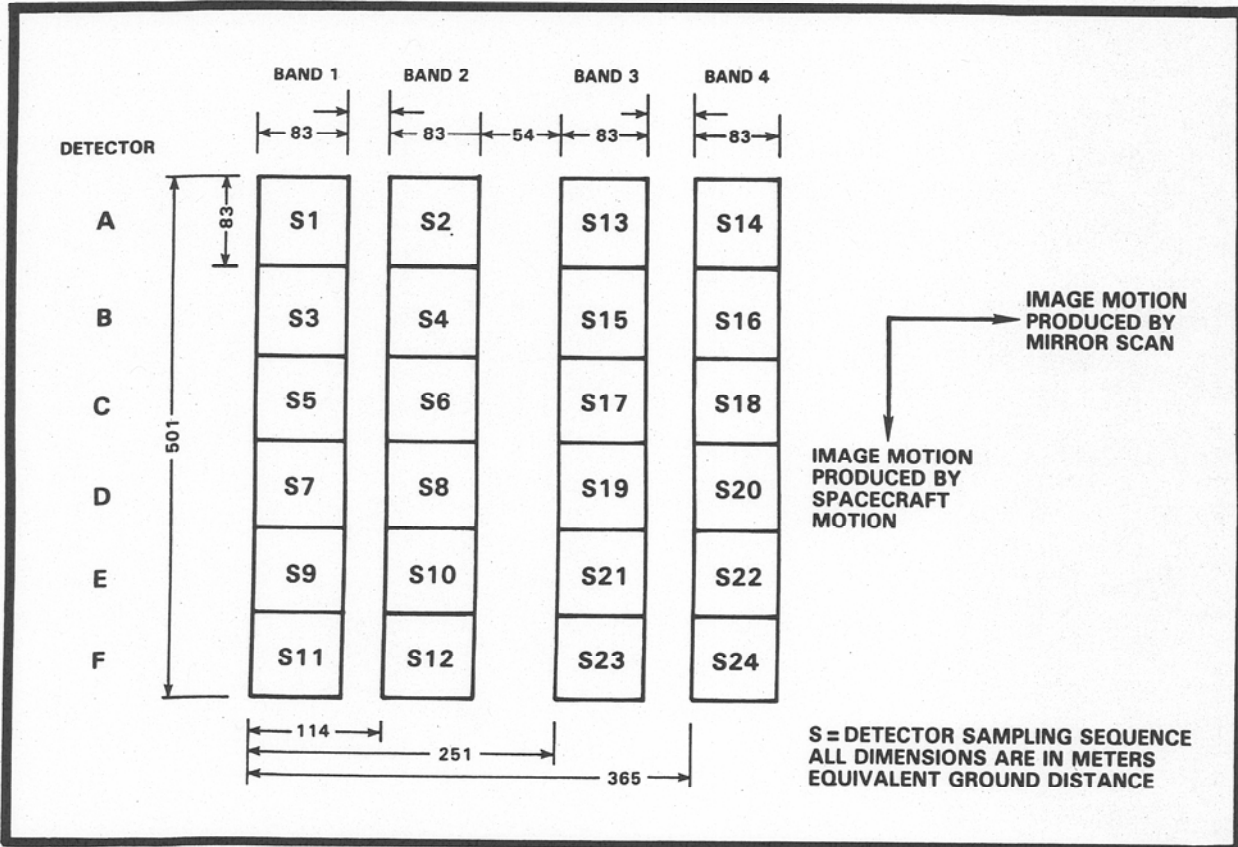 BAND 1 BAND 2 BAND 3 BAND 4
83 83 54 83 83
DETECTOR
A 83 S1 S2 S13 S14
B S3 S4 S15 S16
C S5 S6 S17 S18
501
D S7 S8 S19 S20
E S9 S10 S21 S22
F S11 S12 S23 S24
IMAGE MOTION
PRODUCED BY
MIRROR SCAN
IMAGE MOTION
PRODUCED BY
SPACECRAFT
MOTION
114
251
365
S = DETECTOR SAMPLING SEQUENCE
ALL DIMENSIONS ARE IN METERS
EQUIVALENT GROUND DISTANCE